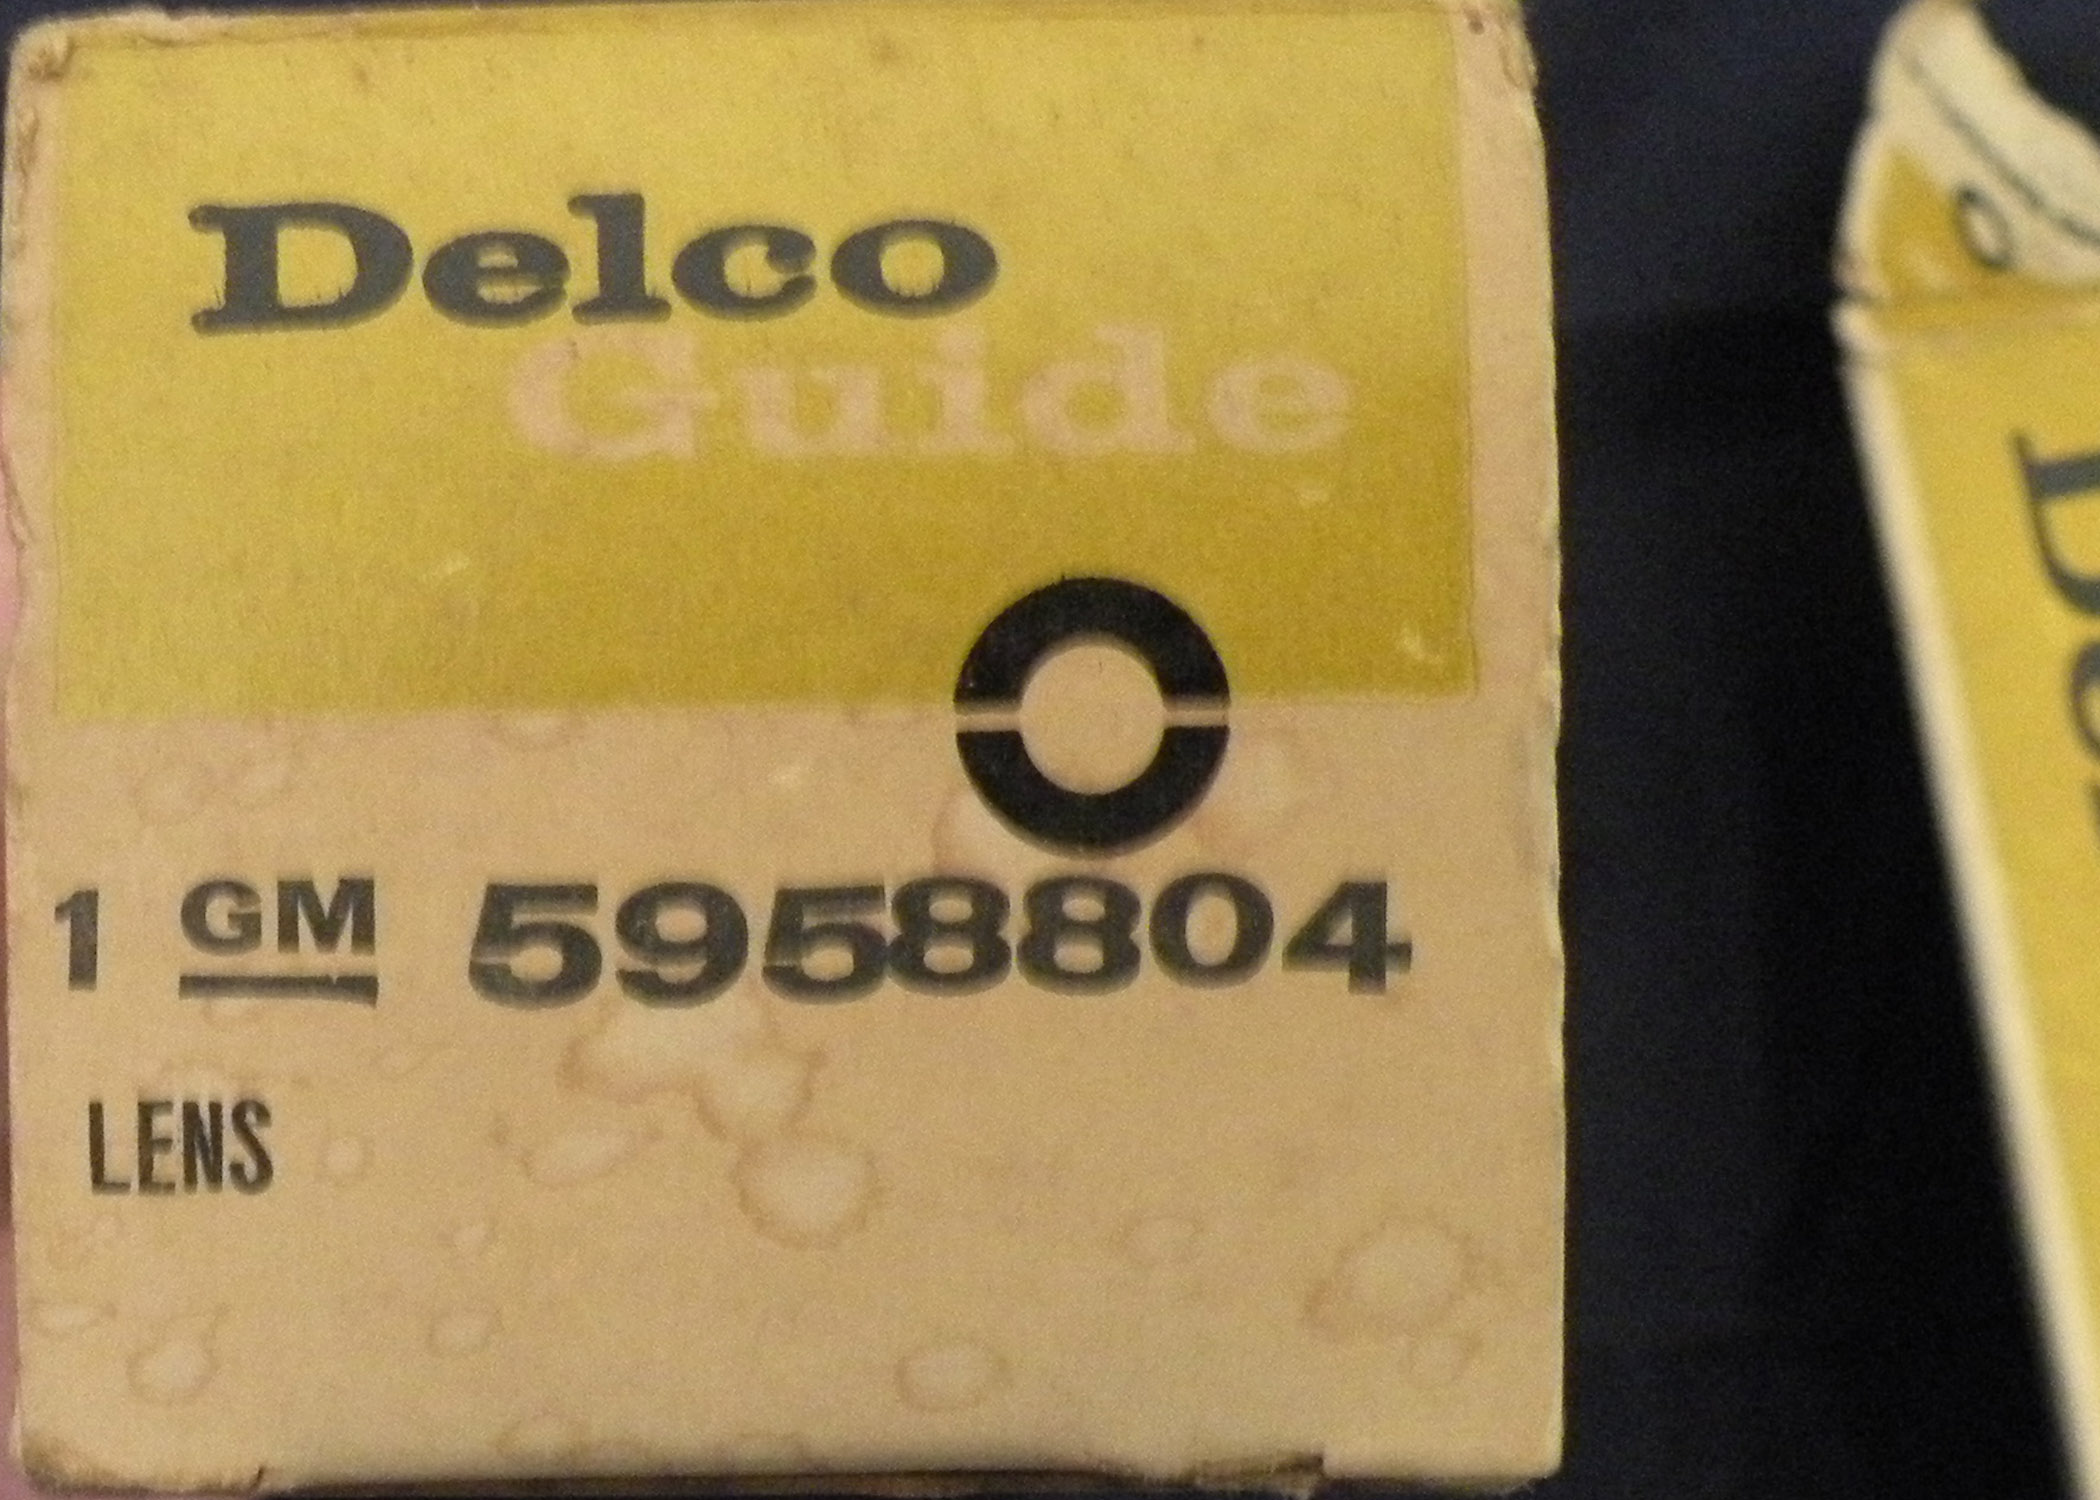 Delco
Guide
1 GM 5958804
LENS